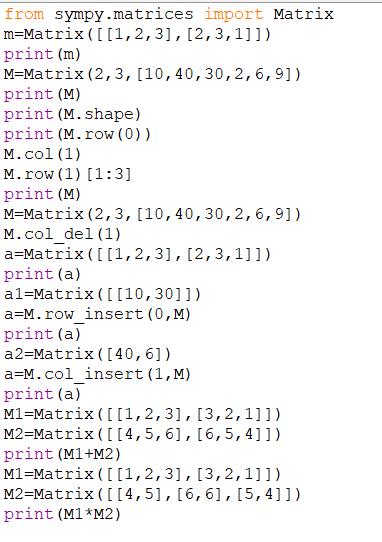 from sympy.matrices import Matrix
m=Matrix([[1,2,3],[2,3,1]])
print(m)
M=Matrix(2,3,[10,40,30,2,6,9])
print(M)
print(M.shape)
print(M.row(0))
M.col(1)
M.row(1)[1:3]
print(M)
M=Matrix(2,3,[10,40,30,2,6,9])
M.col_del(1)
a=Matrix([[1,2,3],[2,3,1]])
print(a)
a1=Matrix([[10,30]])
a=M.row_insert(0,M)
print(a)
a2=Matrix([40,6])
a=M.col_insert(1,M)
print(a)
M1=Matrix([[1,2,3],[3,2,1]])
M2=Matrix([[4,5,6],[6,5,4]])
print(M1+M2)
M1=Matrix([[1,2,3],[3,2,1]])
M2=Matrix([[4,5],[6,6],[5,4]])
print(M1*M2)